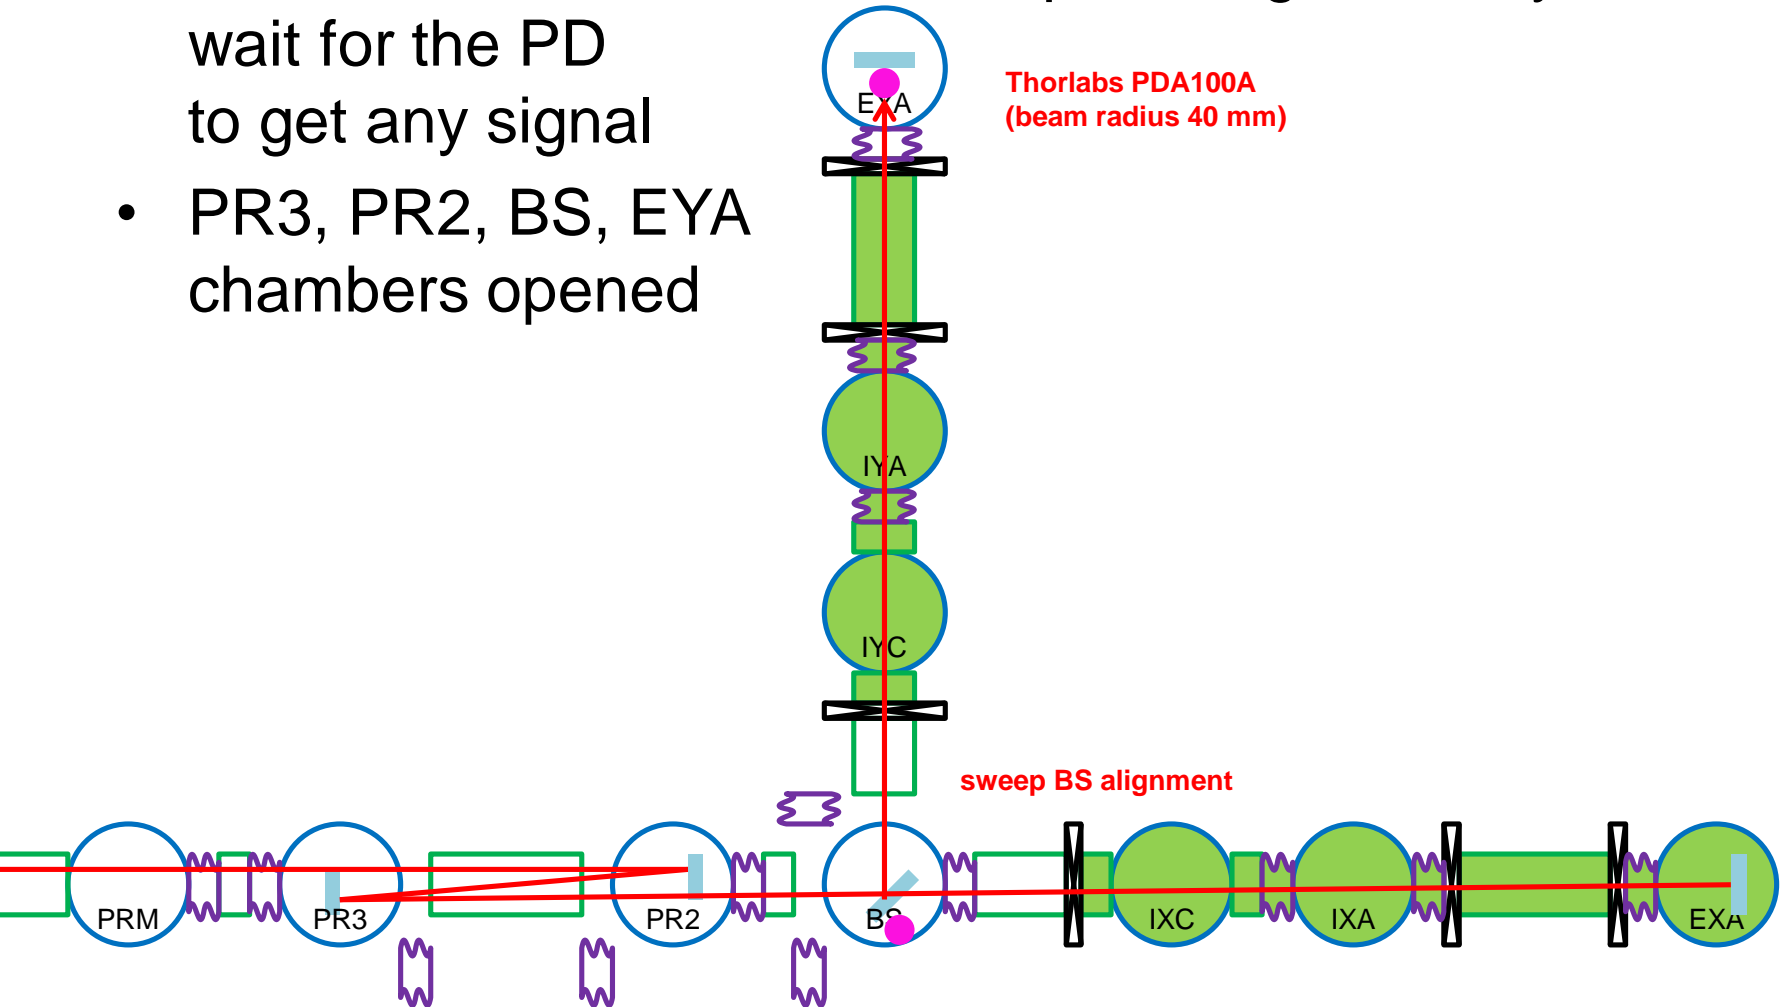 wait for the PD
to get any signal
• PR3, PR2, BS, EYA
chambers opened
EYA
Thorlabs PDA100A
(beam radius 40 mm)
IYA
IYC
sweep BS alignment
PRM
PR3
PR2
BS
IXC
IXA
EXA